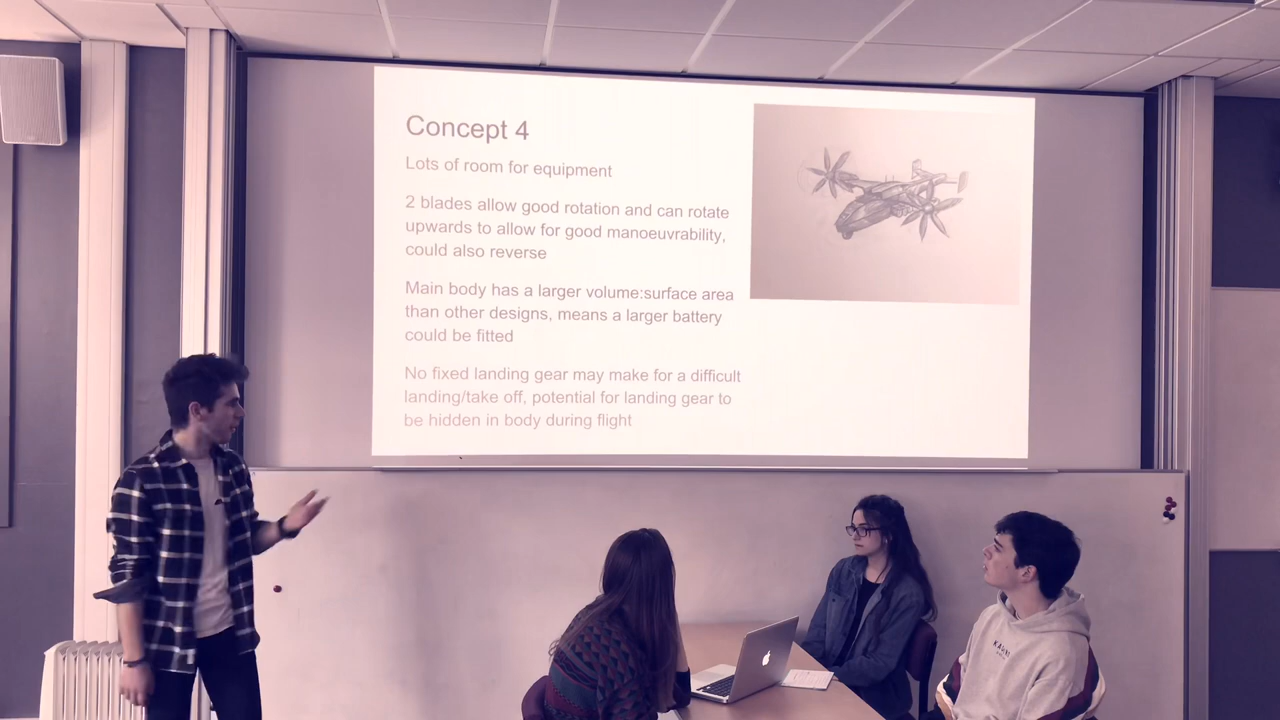 Concept 4
Lots of room for equipment
2 blades allow good rotation and can rotate
upwards to allow for good manoeuvrability,
could also reverse
Main body has a larger volume:surface area
than other designs, means a larger battery
could be fitted
No fixed landing gear may make for a difficult
landing/take off, potential for landing gear to
be hidden in body during flight